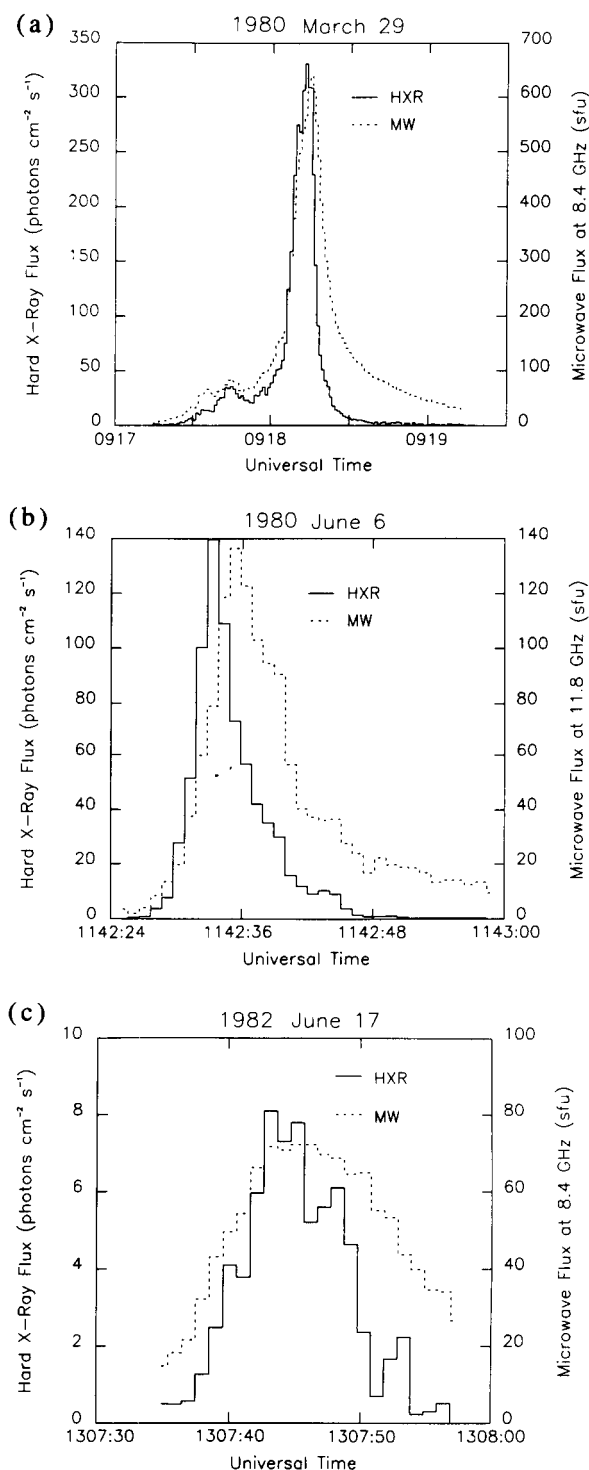 (a)
1980 March 29
Hard X-Ray Flux (photons cm⁻² s⁻¹)
350
300
250
200
150
100
50
0
HXR
MW
700
600
500
400
300
200
100
0
Microwave Flux at 8.4 GHz (sfu)
0917
0918
0919
Universal Time
(b)
1980 June 6
Hard X-Ray Flux (photons cm⁻² s⁻¹)
140
120
100
80
60
40
20
0
HXR
MW
140
120
100
80
60
40
20
0
Microwave Flux at 11.8 GHz (sfu)
1142:24
1142:36
1142:48
1143:00
Universal Time
(c)
1982 June 17
Hard X-Ray Flux (photons cm⁻² s⁻¹)
10
8
6
4
2
0
HXR
MW
100
80
60
40
20
0
Microwave Flux at 8.4 GHz (sfu)
1307:30
1307:40
1307:50
1308:00
Universal Time